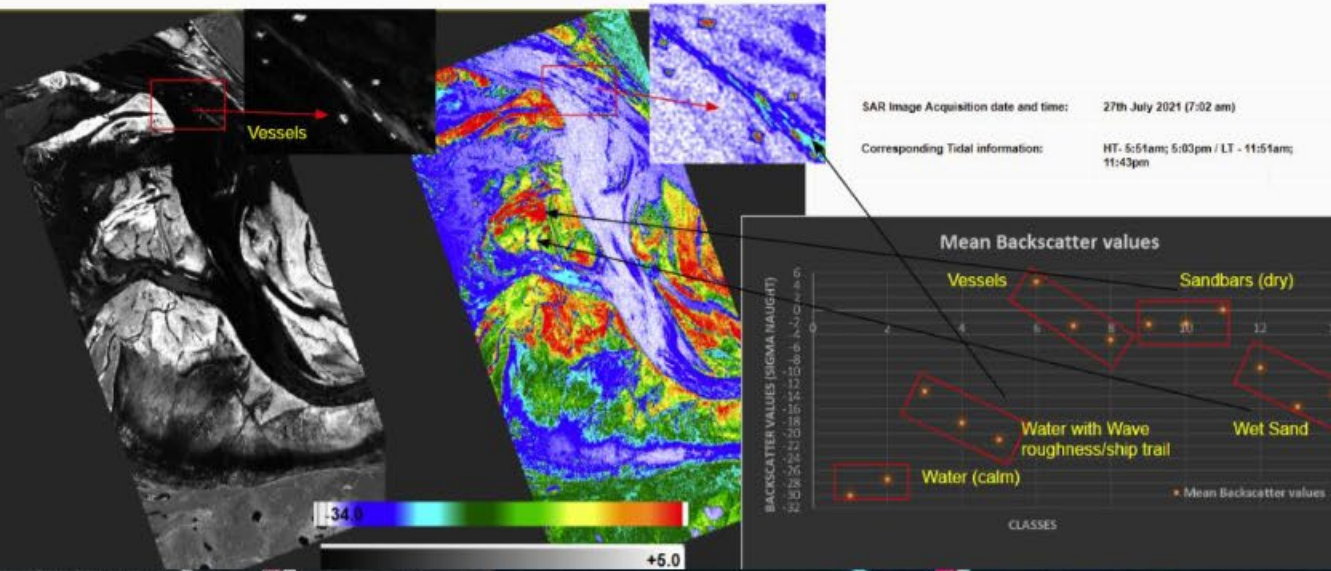 Vessels
SAR Image Acquisition date and time: 27th July 2021 (7:02 am)
Corresponding Tidal information: HT- 5:51am; 5:03pm / LT - 11:51am;
11:43pm
Mean Backscatter values
BACKSCATTER VALUES (SIGMA NAUGHT)
6
4
2
0
-2
-4
-6
-8
-10
-12
-14
-16
-18
-20
-22
-24
-26
-28
-30
-32
0 2 4 6 8 10 12
Vessels
Sandbars (dry)
Water with Wave
roughness/ship trail
Wet Sand
Water (calm)
Mean Backscatter values
CLASSES
-34.0
+5.0